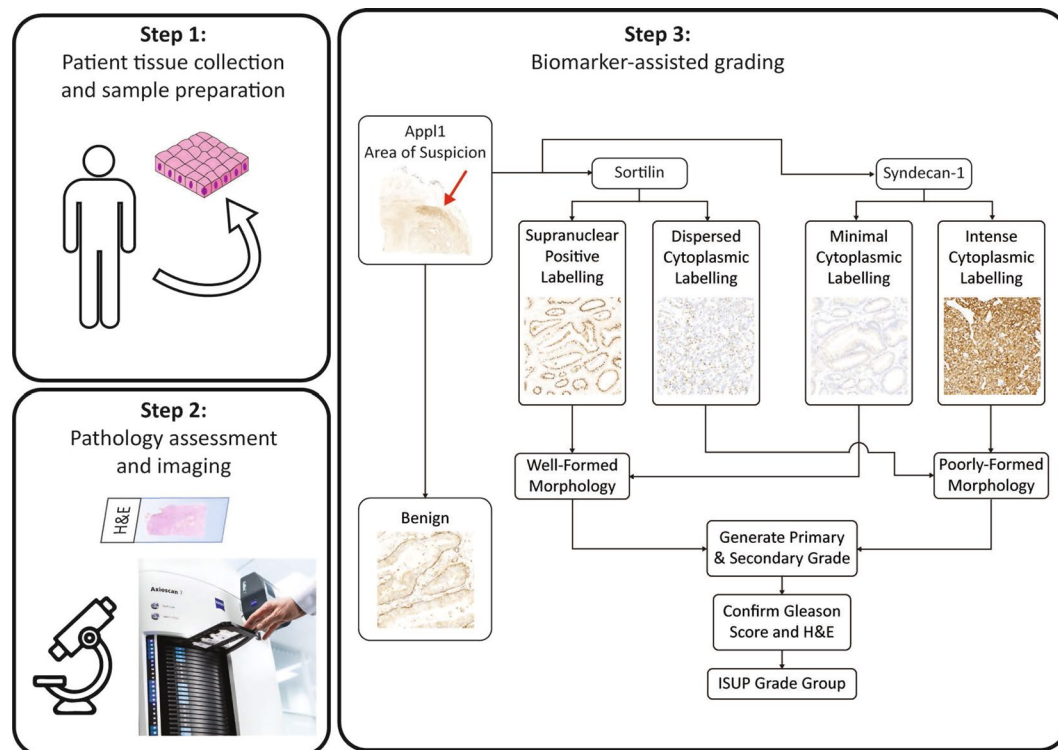 Step 1:
Patient tissue collection
and sample preparation
Step 2:
Pathology assessment
and imaging
H&E
Axioscan 7
Step 3:
Biomarker-assisted grading
Appl1
Area of Suspicion
Sortilin
Syndecan-1
Supranuclear
Positive
Labelling
Dispersed
Cytoplasmic
Labelling
Minimal
Cytoplasmic
Labelling
Intense
Cytoplasmic
Labelling
Well-Formed
Morphology
Poorly-Formed
Morphology
Benign
Generate Primary
& Secondary Grade
Confirm Gleason
Score and H&E
ISUP Grade Group